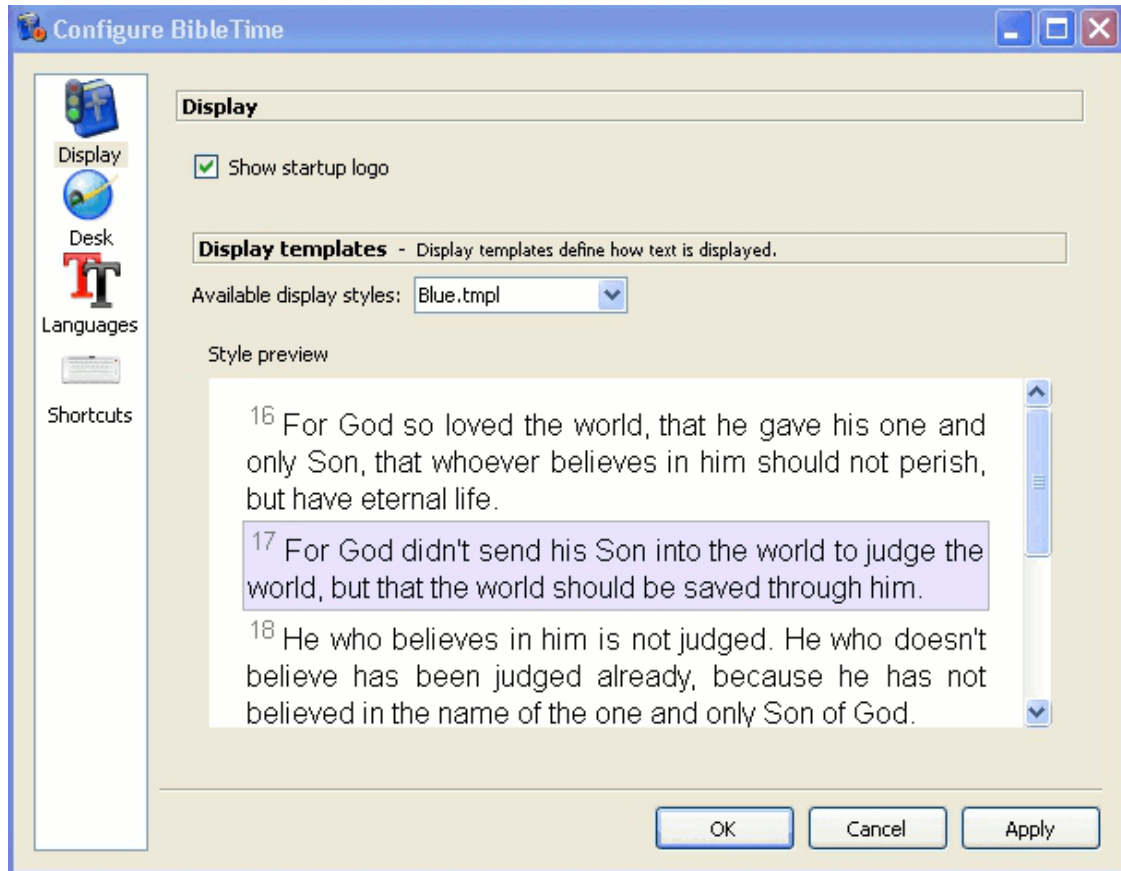 Configure BibleTime
Display
Desk
Languages
Shortcuts
Display
Show startup logo
Display templates - Display templates define how text is displayed.
Available display styles: Blue.tmpl
Style preview
16 For God so loved the world, that he gave his one and
only Son, that whoever believes in him should not perish,
but have eternal life.
17 For God didn't send his Son into the world to judge the
world, but that the world should be saved through him.
18 He who believes in him is not judged. He who doesn't
believe has been judged already, because he has not
believed in the name of the one and only Son of God.
OK Cancel Apply